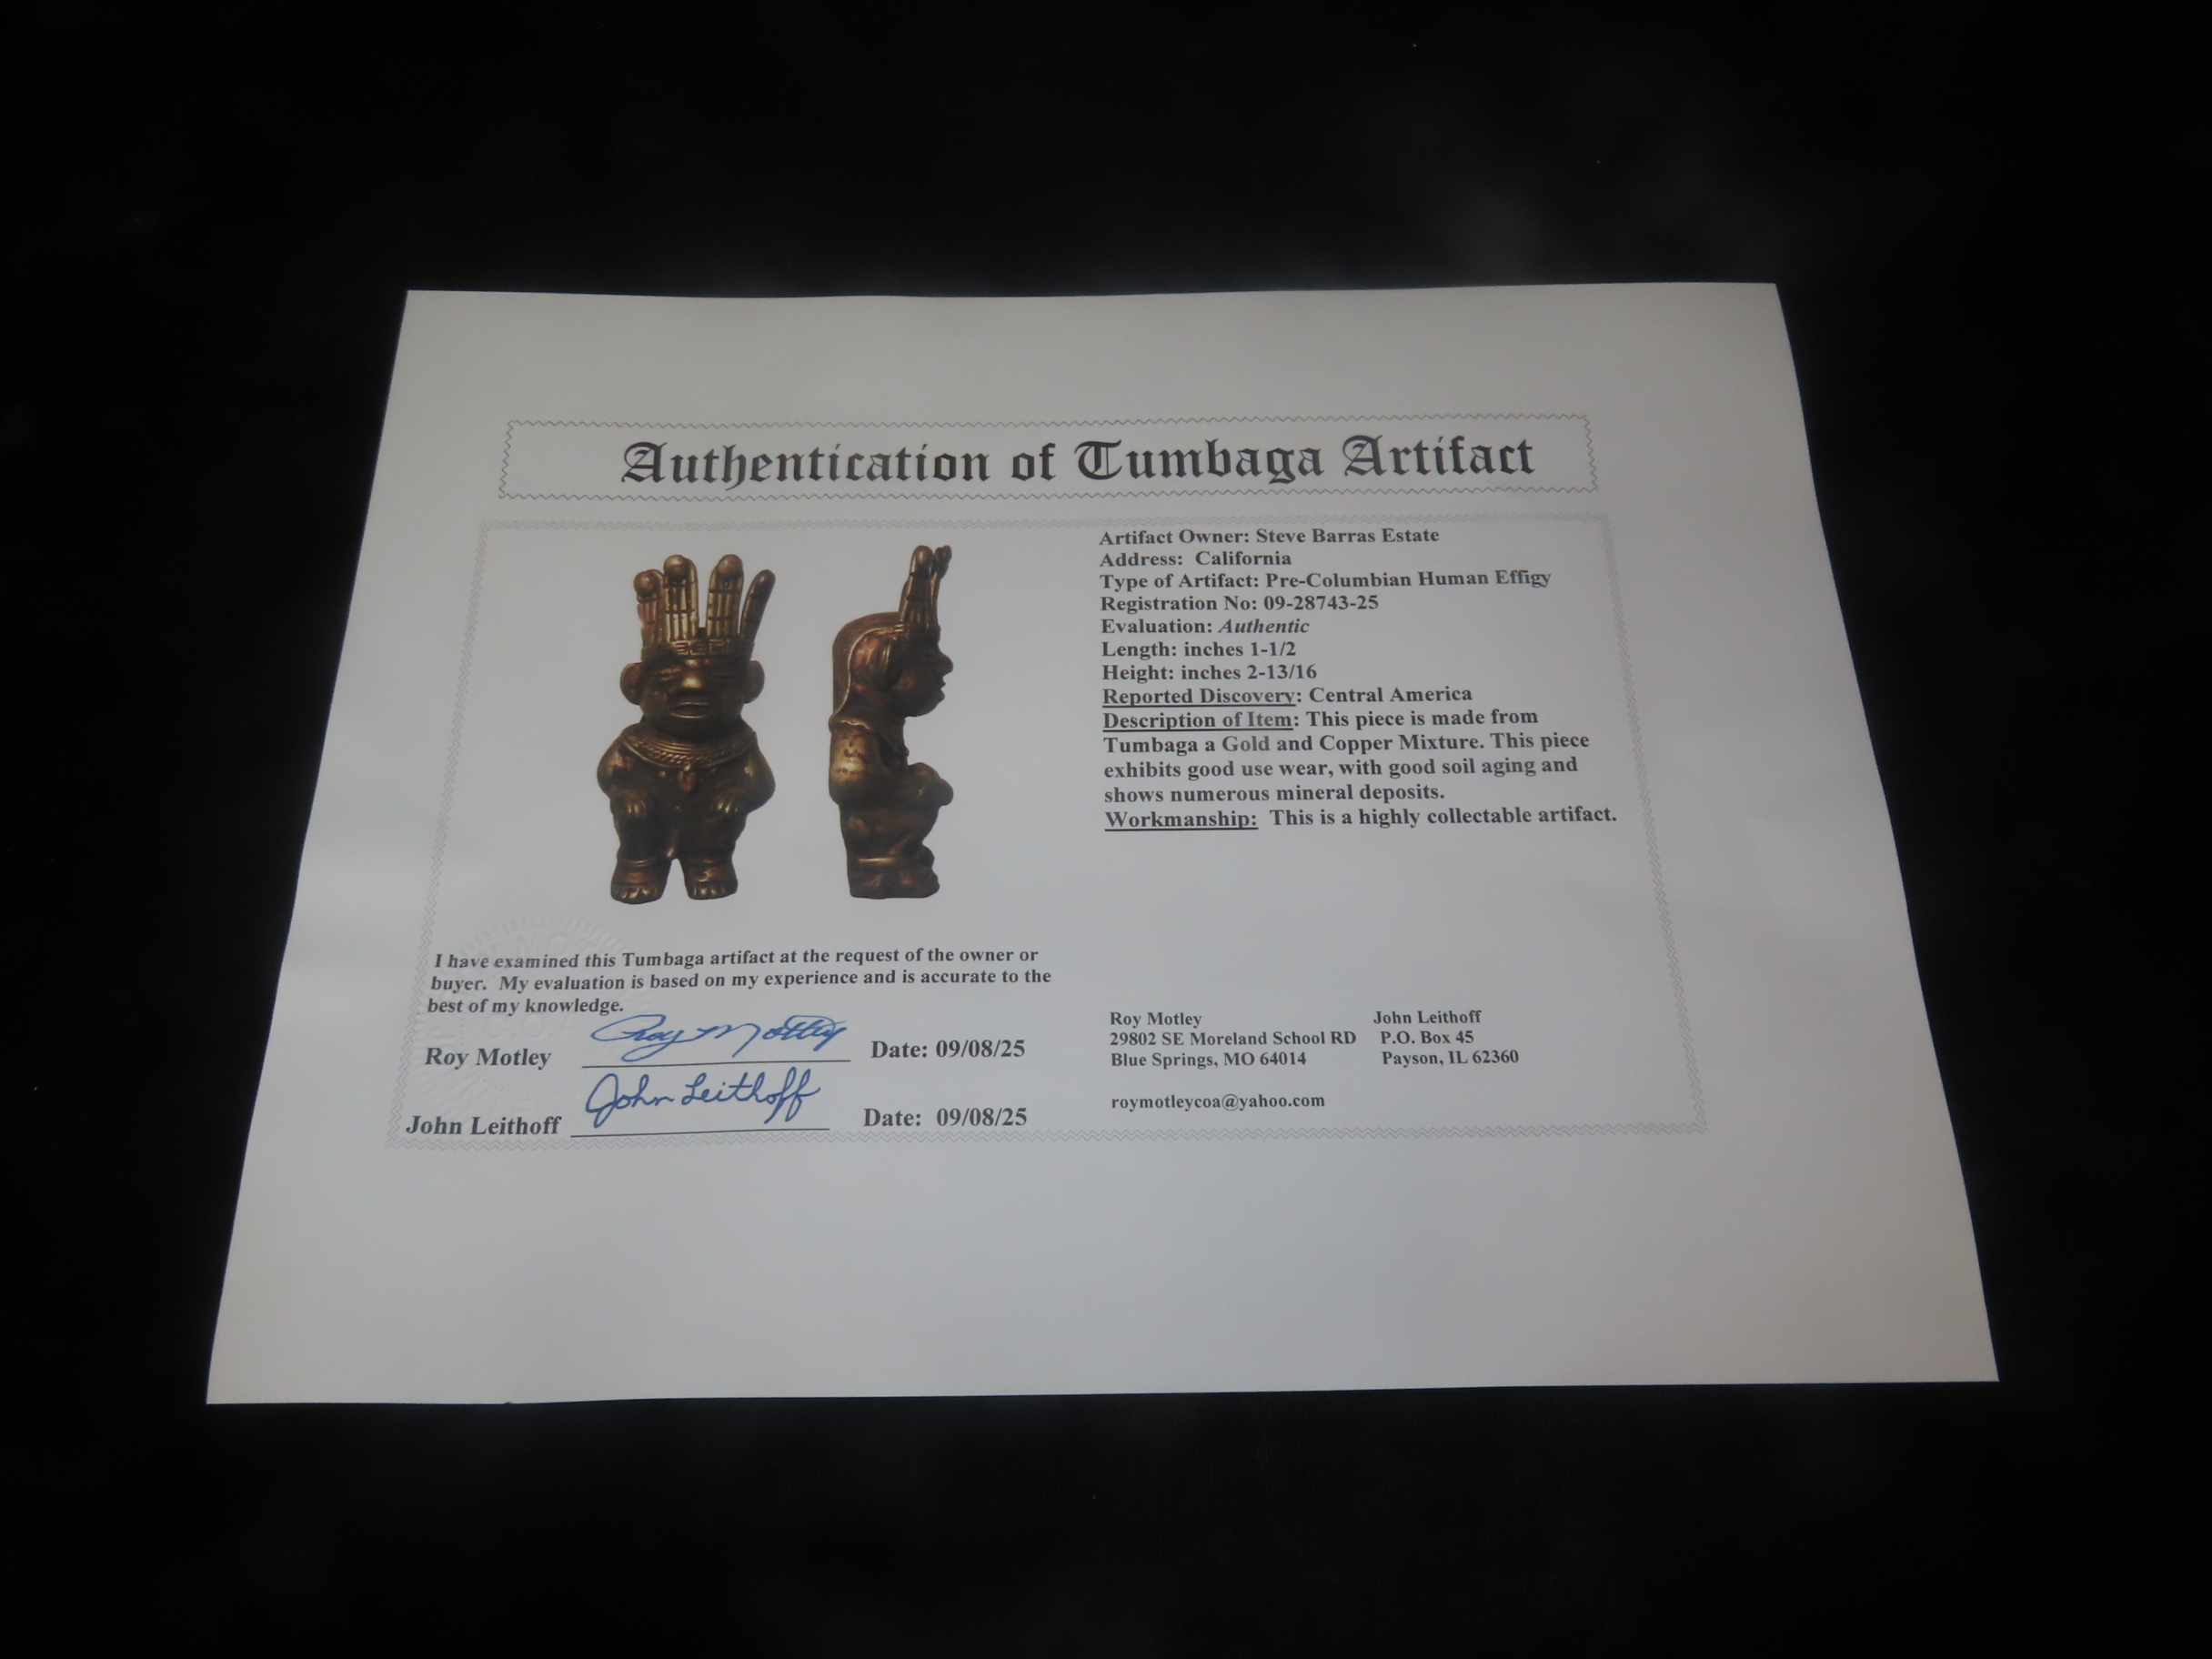 Authentication of Tumbaga Artifact
Artifact Owner: Steve Barras Estate
Address: California
Type of Artifact: Pre-Columbian Human Effigy
Registration No: 09-28743-25
Evaluation: Authentic
Length: inches 1-1/2
Height: inches 2-13/16
Reported Discovery: Central America
Description of Item: This piece is made from
Tumbaga a Gold and Copper Mixture. This piece
exhibits good use wear, with good soil aging and
shows numerous mineral deposits.
Workmanship: This is a highly collectable artifact.
I have examined this Tumbaga artifact at the request of the owner or
buyer. My evaluation is based on my experience and is accurate to the
best of my knowledge.
Roy Motley Roy Motley Date: 09/08/25
John Leithoff John Leithoff Date: 09/08/25
Roy Motley John Leithoff
29802 SE Moreland School RD P.O. Box 45
Blue Springs, MO 64014 Payson, IL 62360
roymotleycoa@yahoo.com